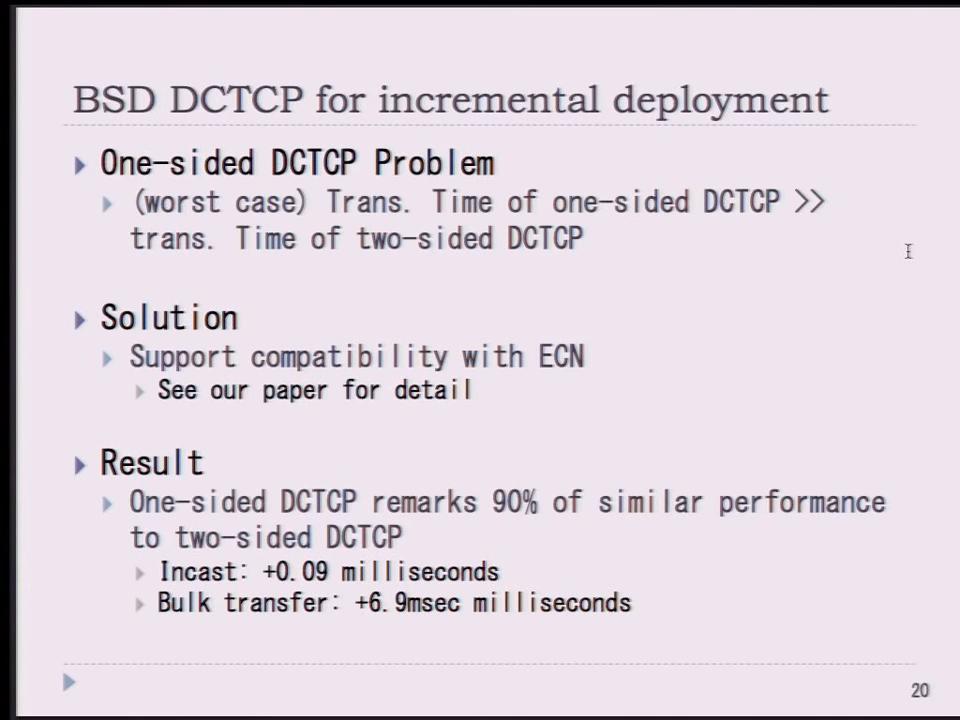 BSD DCTCP for incremental deployment
One-sided DCTCP Problem
(worst case) Trans. Time of one-sided DCTCP >>
trans. Time of two-sided DCTCP
Solution
Support compatibility with ECN
See our paper for detail
Result
One-sided DCTCP remarks 90% of similar performance
to two-sided DCTCP
Incast: +0.09 milliseconds
Bulk transfer: +6.9msec milliseconds
20